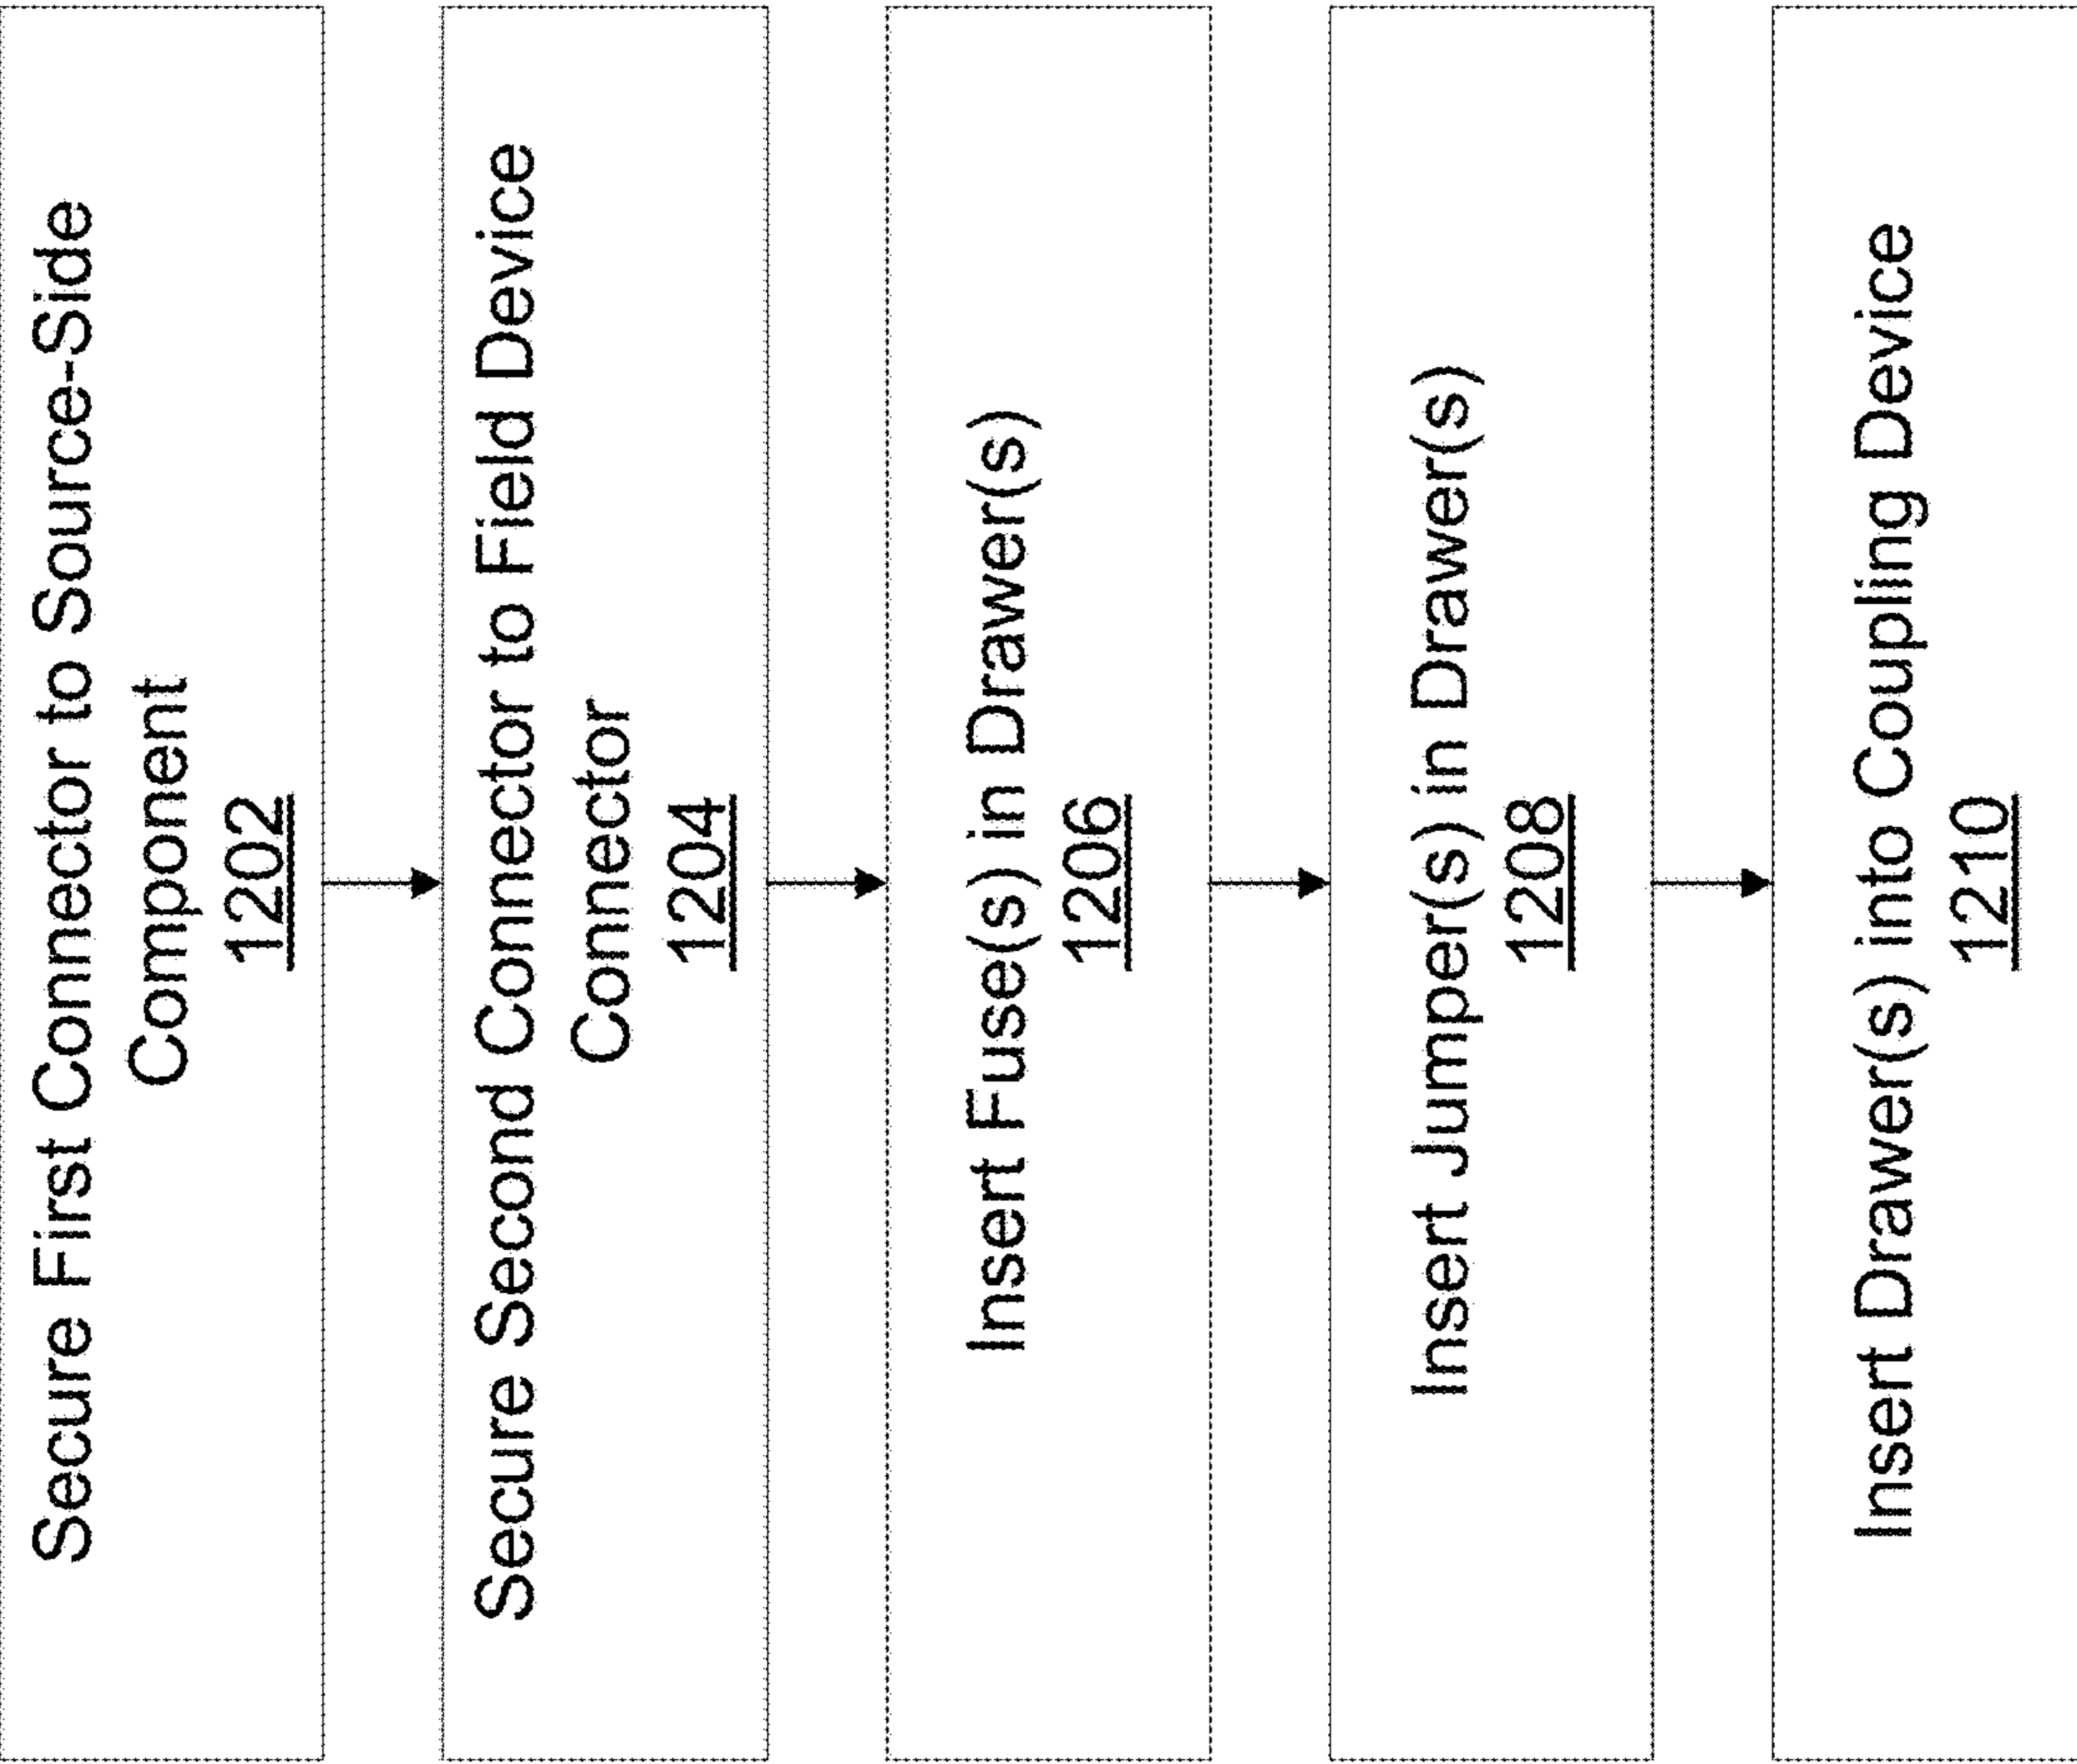 Secure First Connector to Source-Side
Component
1202
Secure Second Connector to Field Device
Connector
1204
Insert Fuse(s) in Drawer(s)
1206
Insert Jumper(s) in Drawer(s)
1208
Insert Drawer(s) into Coupling Device
1210